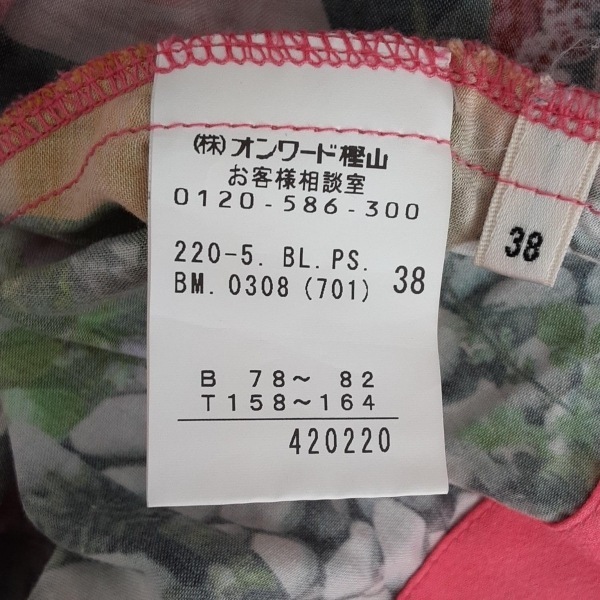 (株)オンワード樫山
お客様相談室
0120-586-300
220-5. BL.PS.
BM. 0308 (701) 38
B 78～ 82
T 158～164
420220
38